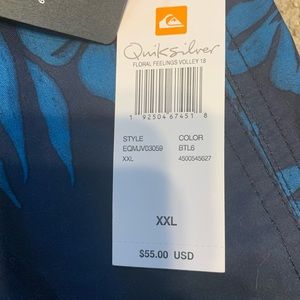 Quiksilver
FLORAL FEELINGS VOLLEY 18
1 92504 67451 8
STYLE COLOR
EQMJV03059 BTL6
XXL 4500545627
XXL
$55.00 USD